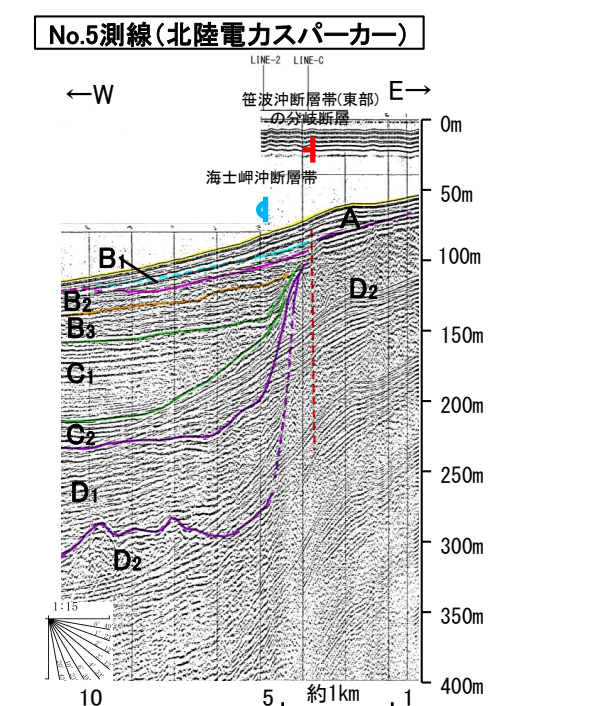 No.5測線（北陸電力スパーカー）
LINE-2 LINE-C
←W
E→
笹波沖断層帯(東部)
の分岐断層
海士岬沖断層帯
0m
50m
100m
150m
200m
250m
300m
350m
400m
A
B1
B2
B3
C1
C2
D1
D2
D2
1:15
10 5 約1km 1